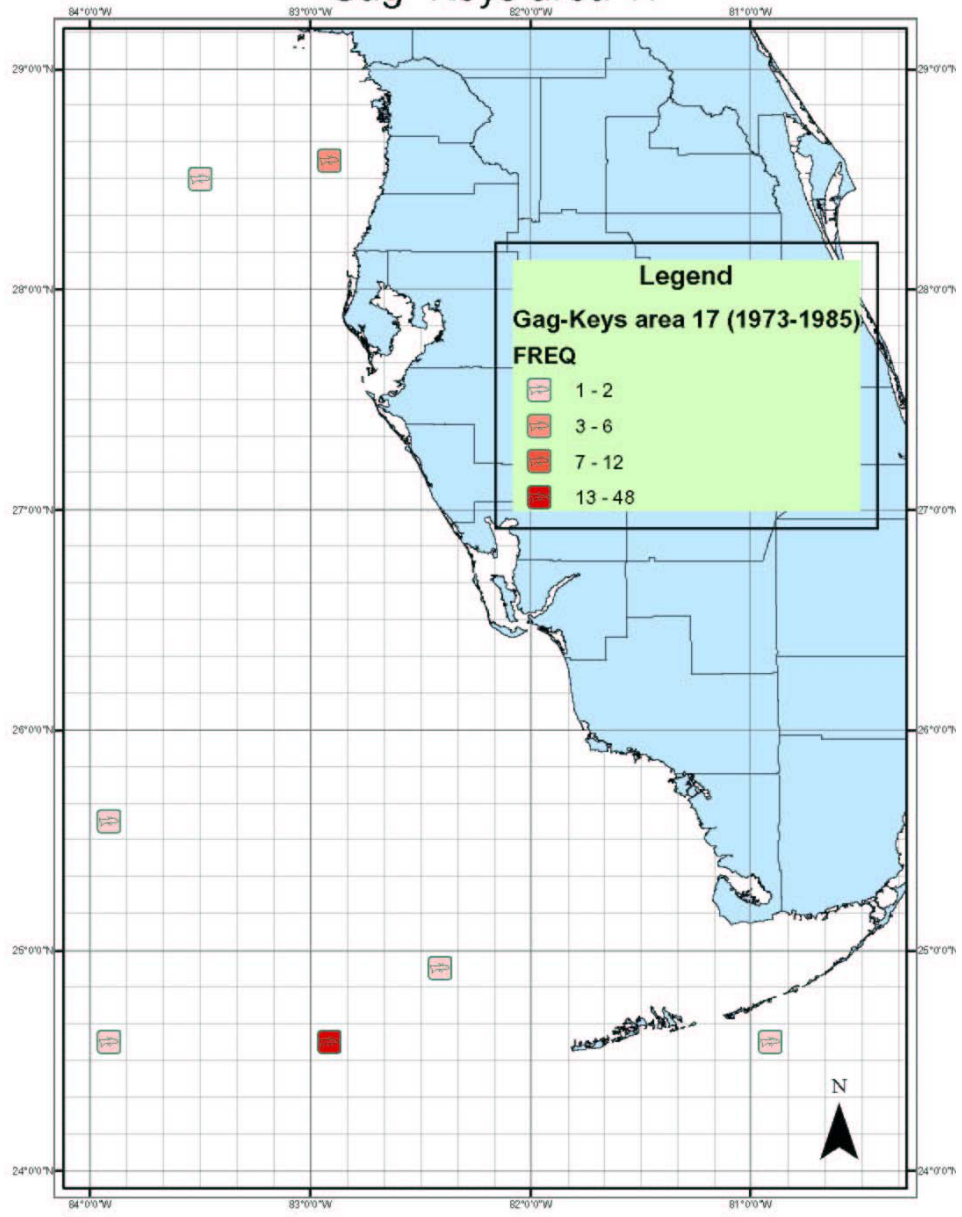 Gag- Keys area 17
84°0'0"W 83°0'0"W 82°0'0"W 81°0'0"W
29°0'0"N 29°0'0"N
28°0'0"N 28°0'0"N
Legend
Gag-Keys area 17 (1973-1985)
FREQ
1 - 2
3 - 6
7 - 12
13 - 48
27°0'0"N 27°0'0"N
26°0'0"N 26°0'0"N
25°0'0"N 25°0'0"N
N
24°0'0"N 24°0'0"N
84°0'0"W 83°0'0"W 82°0'0"W 81°0'0"W